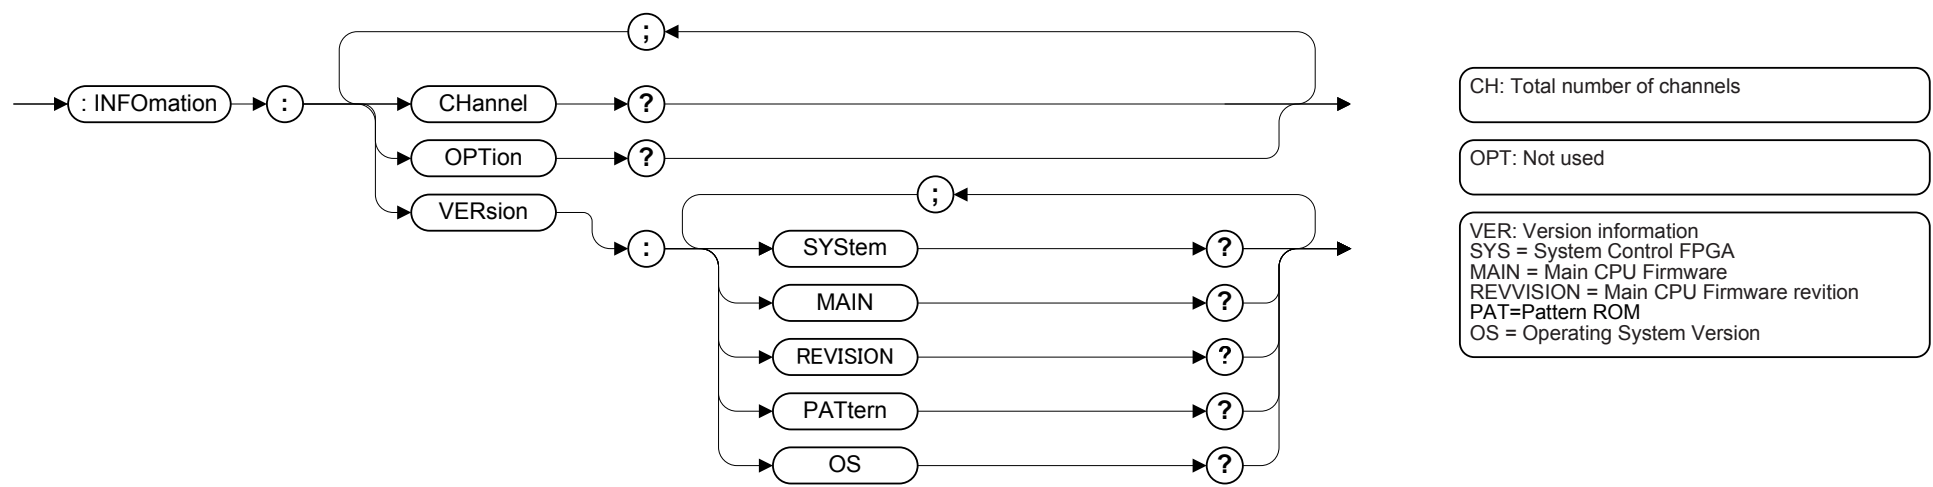 ;
: INFOmation : CHannel ?
OPTion ?
VERsion
;
: SYStem ?
MAIN ?
REVISION ?
PATtern ?
OS ?
CH: Total number of channels
OPT: Not used
VER: Version information
SYS = System Control FPGA
MAIN = Main CPU Firmware
REVVISION = Main CPU Firmware revition
PAT=Pattern ROM
OS = Operating System Version